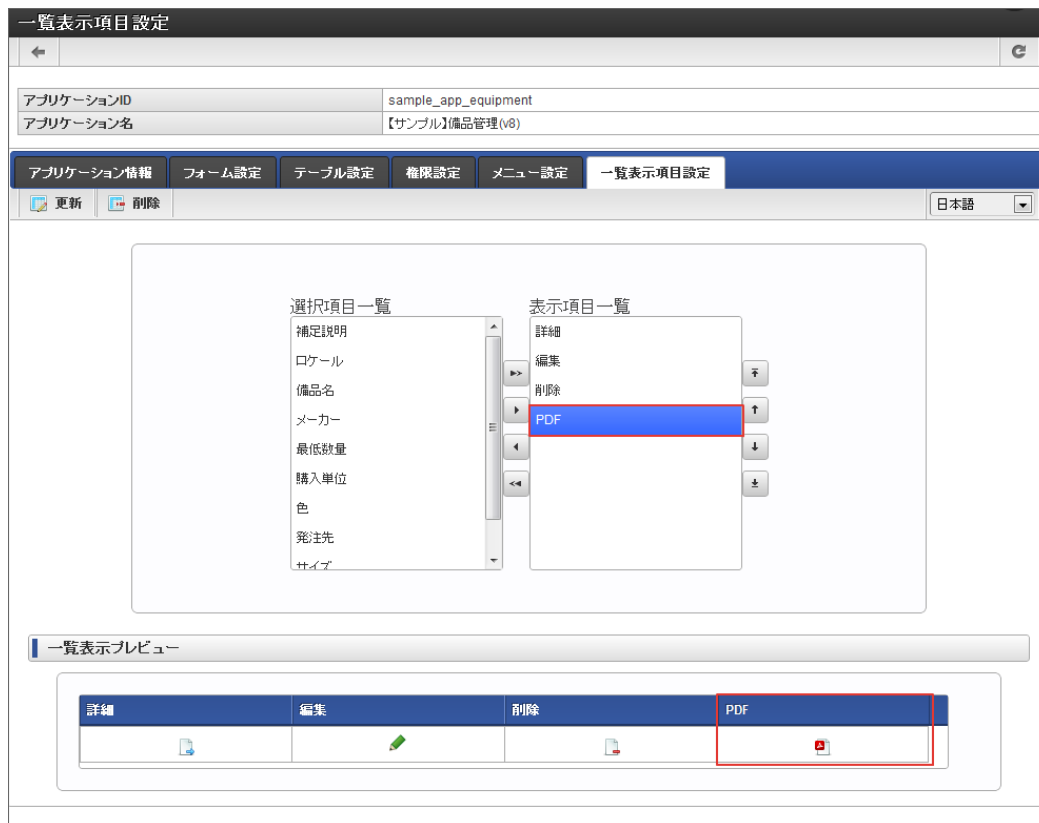 一覧表示項目設定
アプリケーションID sample_app_equipment
アプリケーション名 【サンプル】備品管理(v8)
アプリケーション情報 フォーム設定 テーブル設定 権限設定 メニュー設定 一覧表示項目設定
更新 削除 日本語
選択項目一覧 表示項目一覧
補足説明 詳細
ロケール 編集
備品名 削除
メーカー PDF
最低数量
購入単位
色
発注先
サイズ
一覧表示プレビュー
詳細 編集 削除 PDF